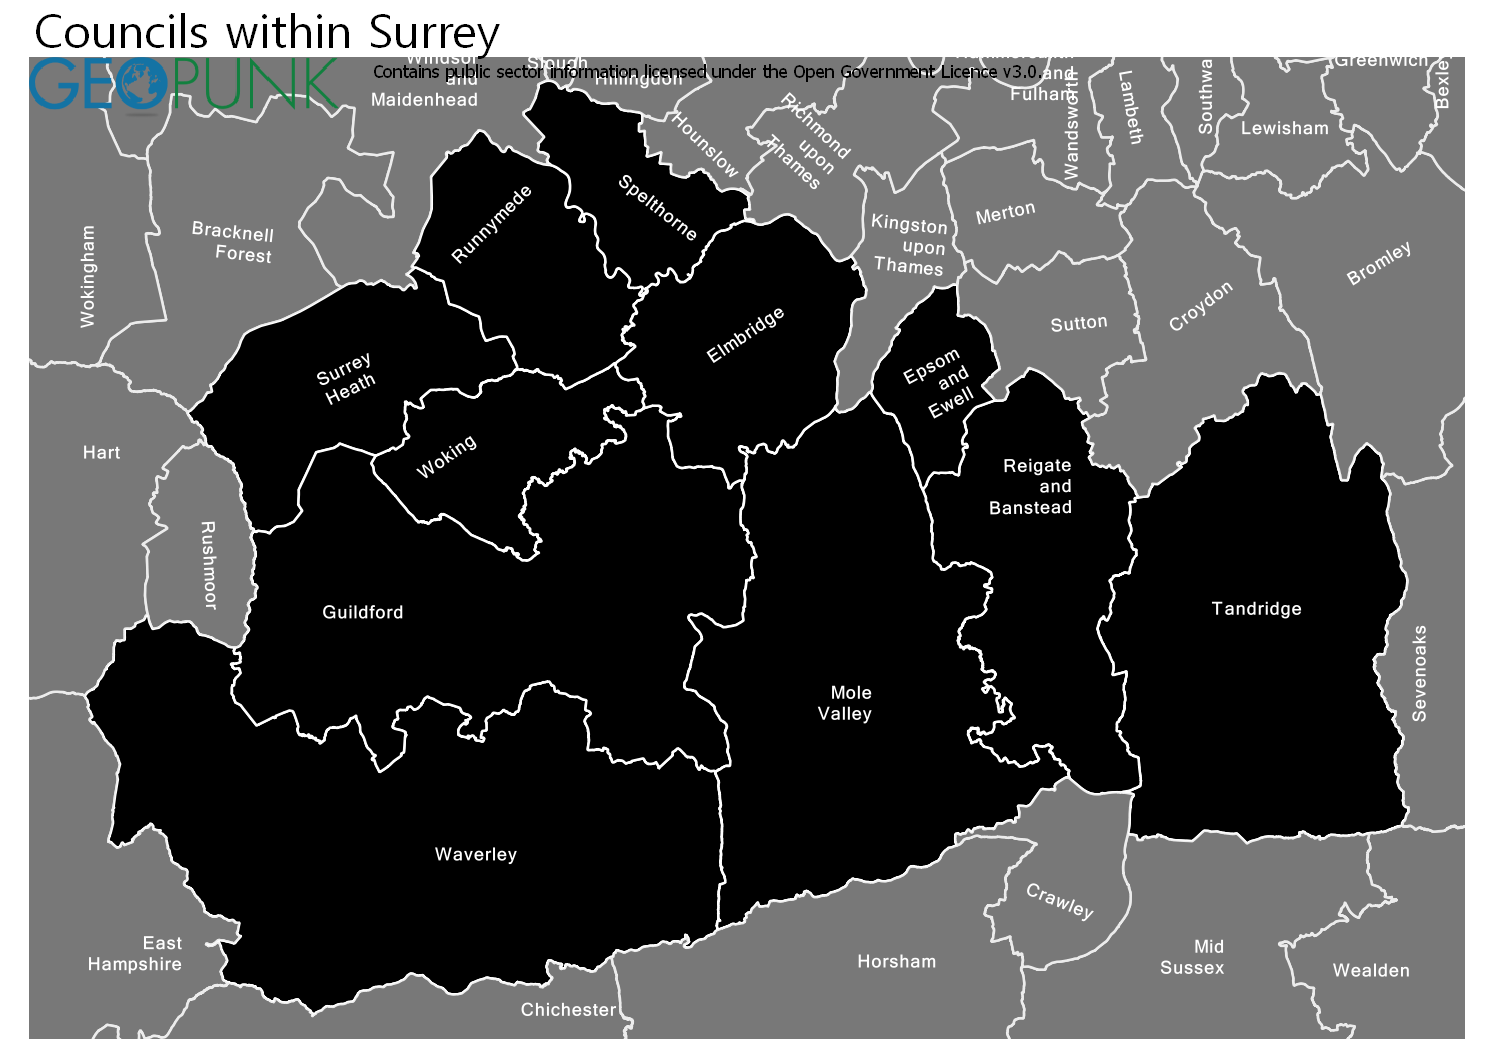 Councils within Surrey
GEOPUNK
Contains public sector information licensed under the Open Government Licence v3.0.
Windsor
and
Maidenhead
Slough
Hillingdon
and
Fulham
Wandsworth
Lambeth
Lewisham
Greenwich
Hounslow
Richmond
upon
Thames
Spelthorne
Runnymede
Bracknell
Forest
Wokingham
Kingston
upon
Thames
Merton
Sutton
Croydon
Bromley
Elmbridge
Epsom
and
Ewell
Surrey
Heath
Woking
Hart
Rushmoor
Reigate
and
Banstead
Guildford
Tandridge
Sevenoaks
Mole
Valley
Waverley
East
Hampshire
Crawley
Horsham
Mid
Sussex
Wealden
Chichester